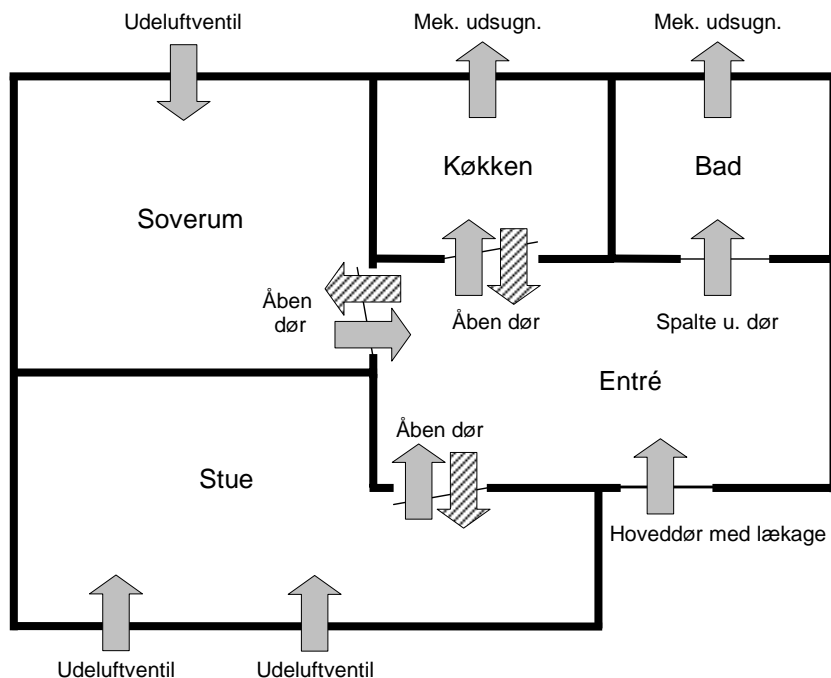 Udeluftventil
Mek. udsugn.
Mek. udsugn.
Køkken
Bad
Soverum
Åben
dør
Åben dør
Spalte u. dør
Entré
Åben dør
Stue
Hoveddør med lækage
Udeluftventil
Udeluftventil